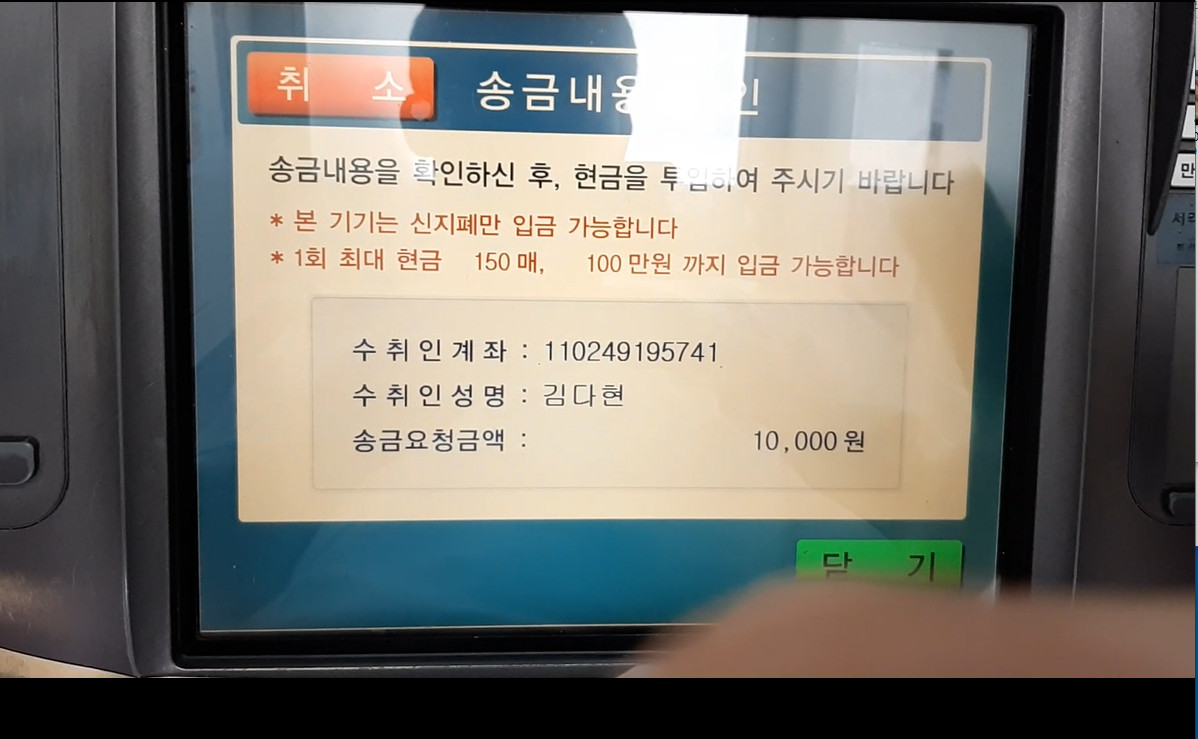 취 소
송금내용 인
송금내용을 확인하신 후, 현금을 투입하여 주시기 바랍니다
* 본 기기는 신지폐만 입금 가능합니다
* 1회 최대 현금 150 매, 100 만원 까지 입금 가능합니다
수취인계좌 : 110249195741
수취인성명 : 김다현
송금요청금액 : 10,000 원
닫 기
만